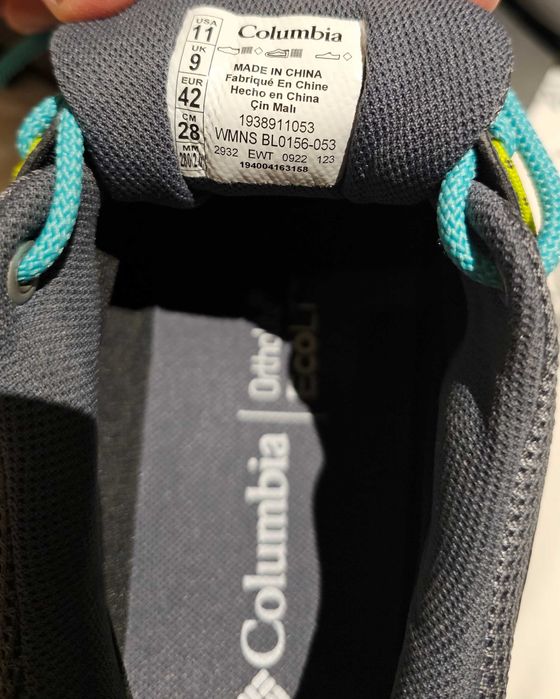 USA
11
UK
9
EUR
42
CM
28
MM
Columbia
MADE IN CHINA
Fabriqué En Chine
Hecho en China
Çin Malı
1938911053
WMNS BL0156-053
2932 EWT 0922 123
194004163158
Columbia